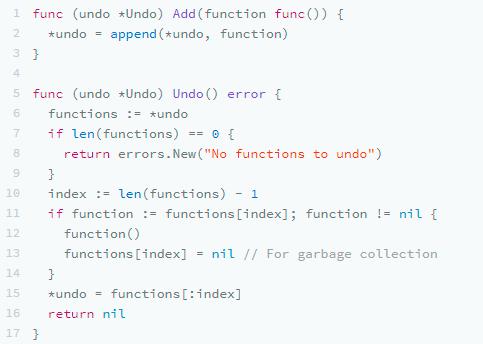 1 func (undo *Undo) Add(function func()) {
2   *undo = append(*undo, function)
3 }
4
5 func (undo *Undo) Undo() error {
6   functions := *undo
7   if len(functions) == 0 {
8     return errors.New("No functions to undo")
9   }
10   index := len(functions) - 1
11   if function := functions[index]; function != nil {
12     function()
13     functions[index] = nil // For garbage collection
14   }
15   *undo = functions[:index]
16   return nil
17 }